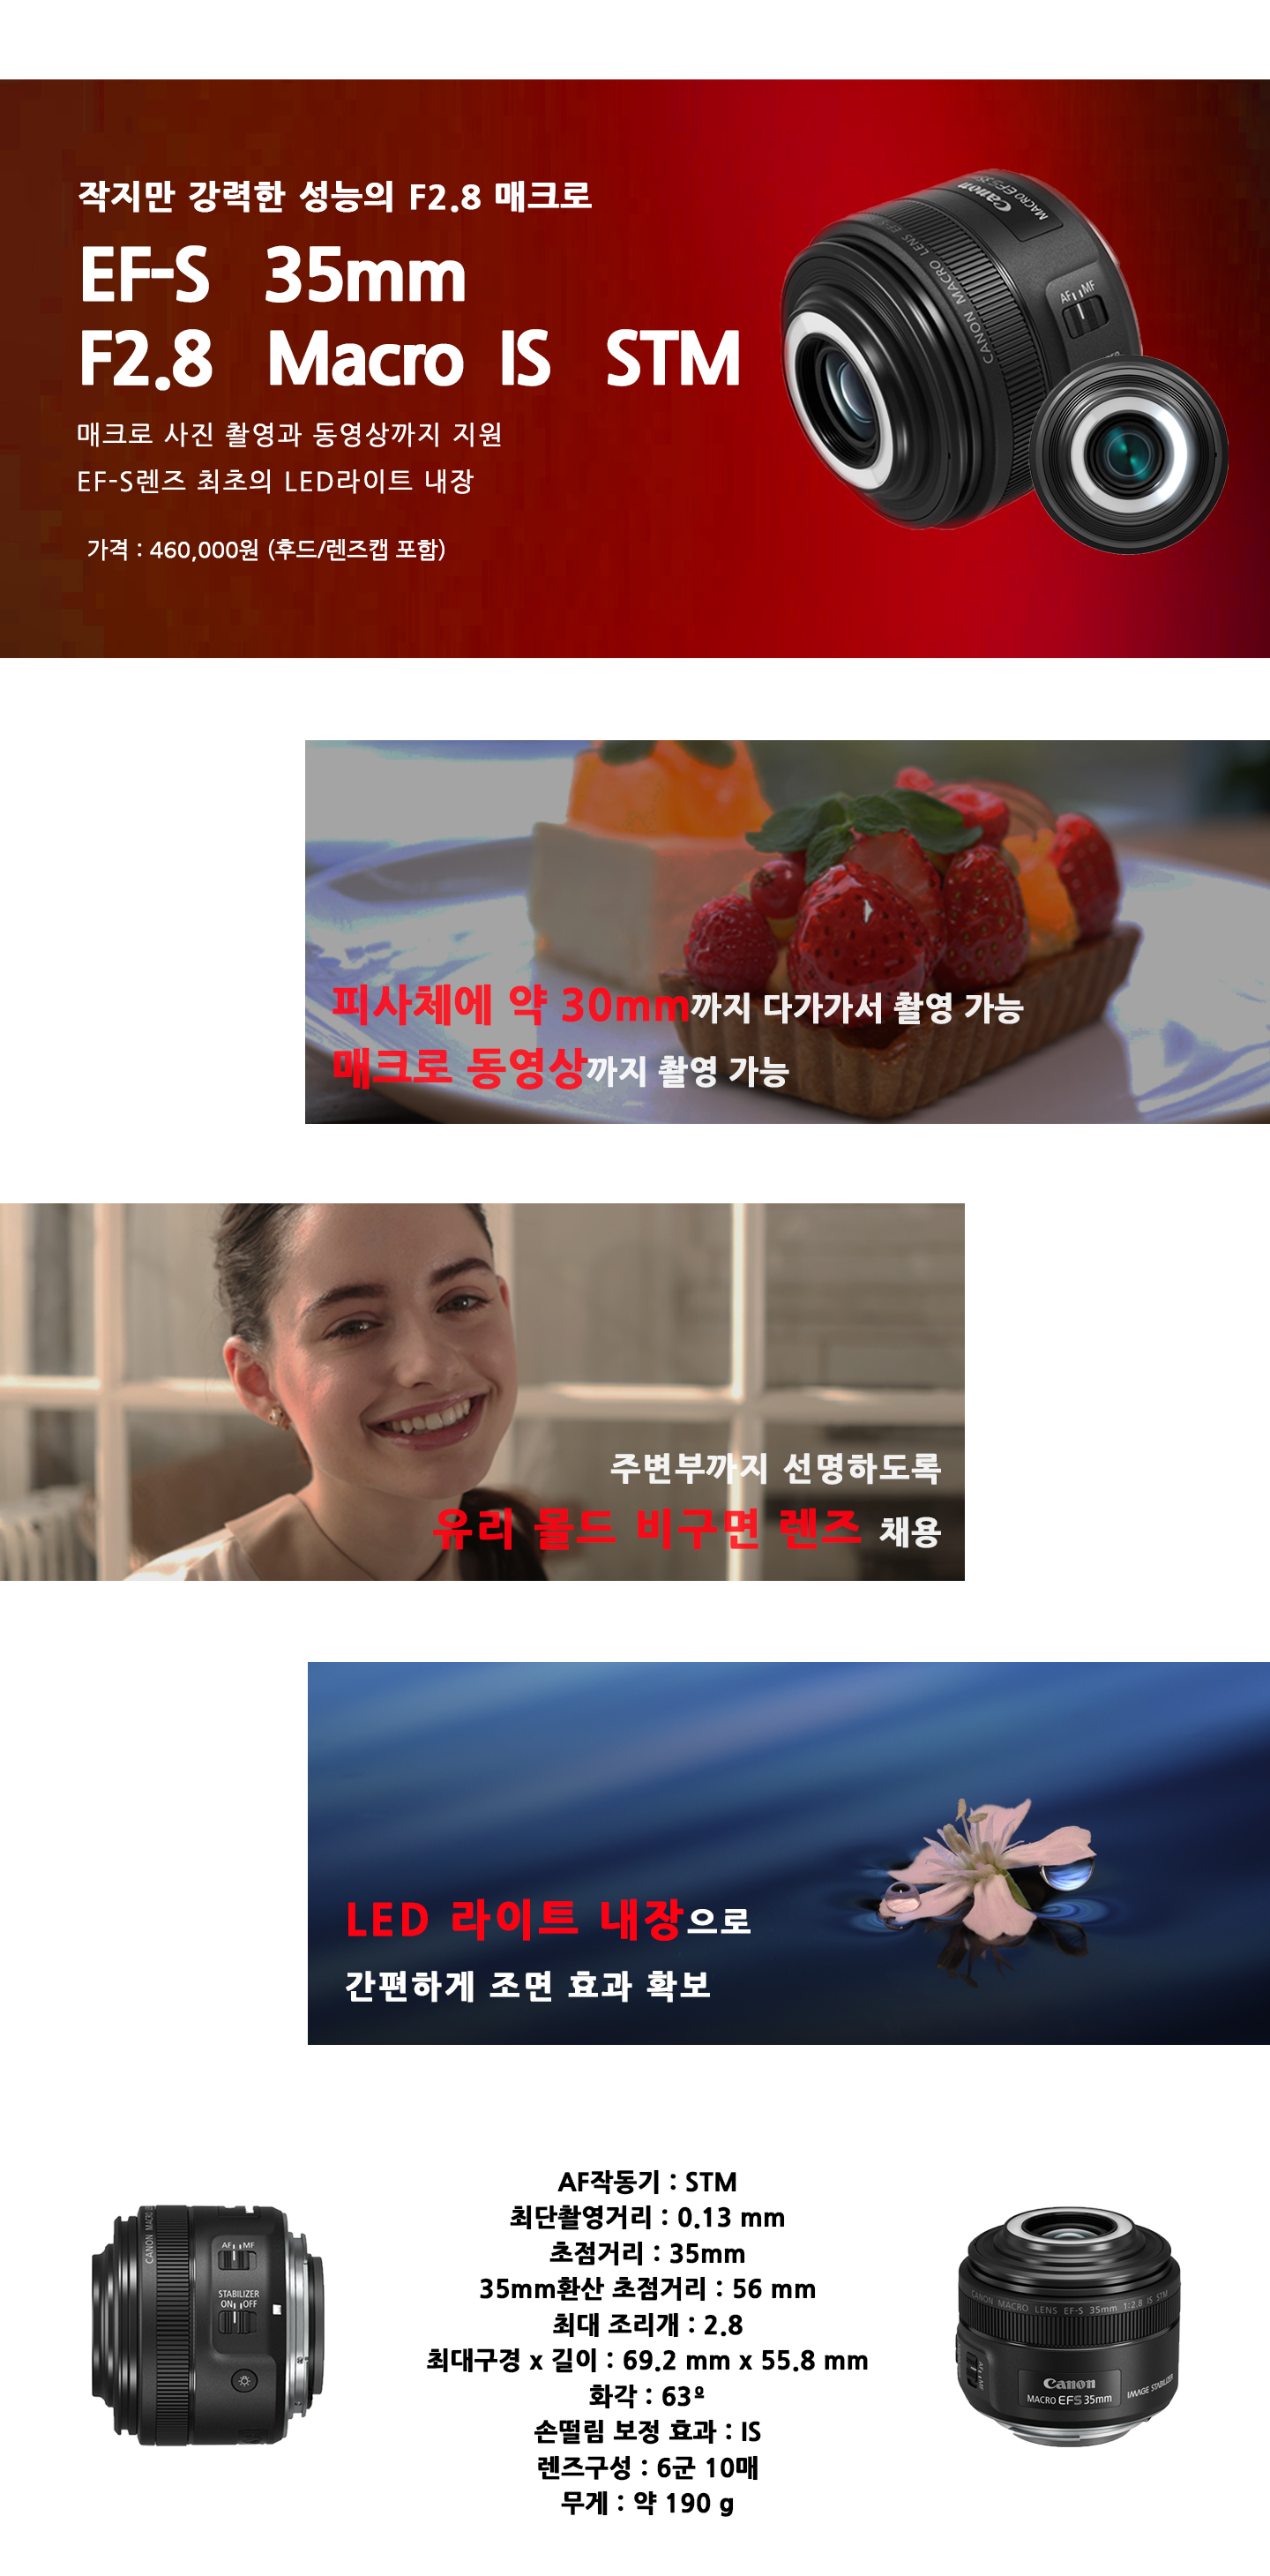 작지만 강력한 성능의 F2.8 매크로
EF-S 35mm
F2.8 Macro IS STM
매크로 사진 촬영과 동영상까지 지원
EF-S렌즈 최초의 LED라이트 내장
가격 : 460,000원 (후드/렌즈캡 포함)
Canon
MACRO EF-S 35
CANON MACRO LENS EF-S 35
AF MF
피사체에 약 30mm까지 다가가서 촬영 가능
매크로 동영상까지 촬영 가능
주변부까지 선명하도록
유리 몰드 비구면 렌즈 채용
LED 라이트 내장으로
간편하게 조면 효과 확보
AF작동기 : STM
최단촬영거리 : 0.13 mm
초점거리 : 35mm
35mm환산 초점거리 : 56 mm
최대 조리개 : 2.8
최대구경 x 길이 : 69.2 mm x 55.8 mm
화각 : 63º
손떨림 보정 효과 : IS
렌즈구성 : 6군 10매
무게 : 약 190 g
CANON MACRO
AF MF
STABILIZER
ON OFF
CANON MACRO LENS EF-S 35mm 1:2.8 IS STM
AF MF
Canon
MACRO EF-S 35mm
IMAGE STABILIZER